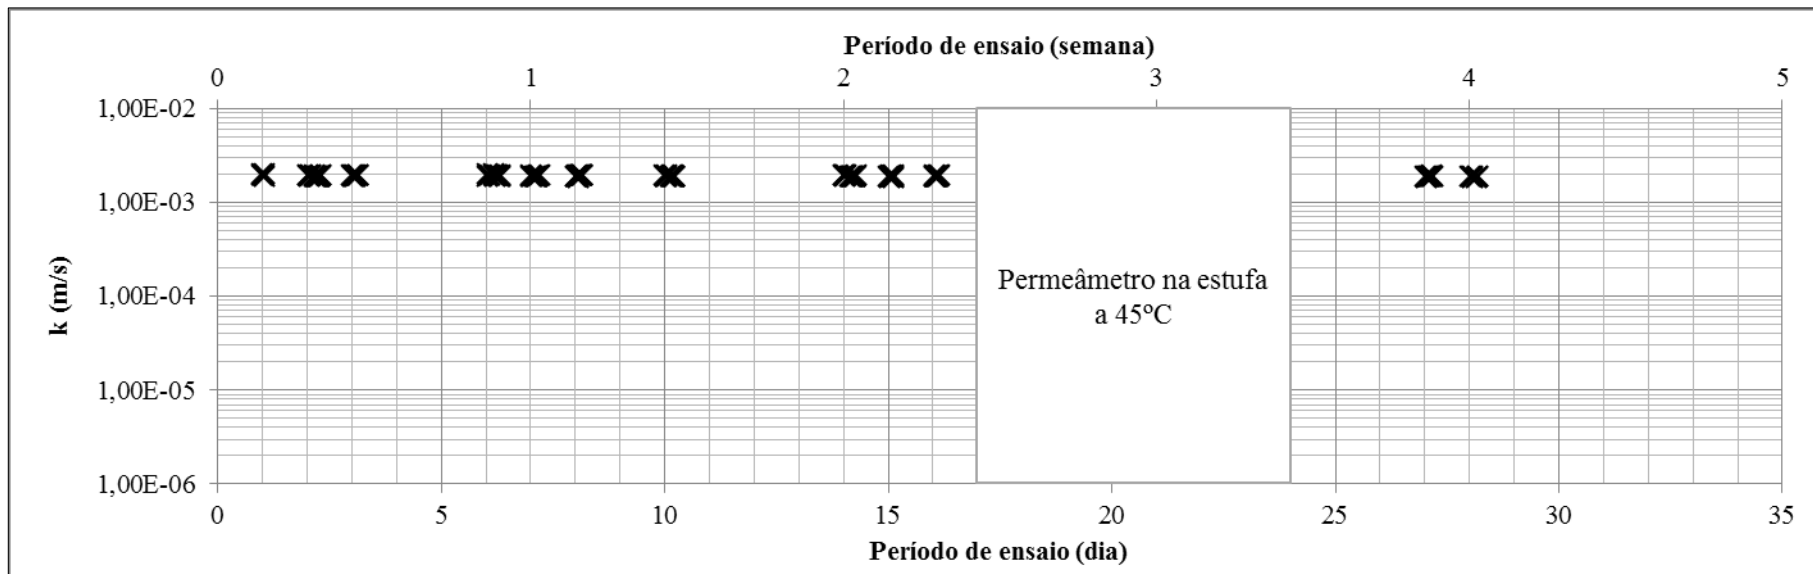 Período de ensaio (semana)
0 1 2 3 4 5
1,00E-02
1,00E-03
1,00E-04
1,00E-05
1,00E-06
k (m/s)
Permeâmetro na estufa
a 45ºC
0 5 10 15 20 25 30 35
Período de ensaio (dia)